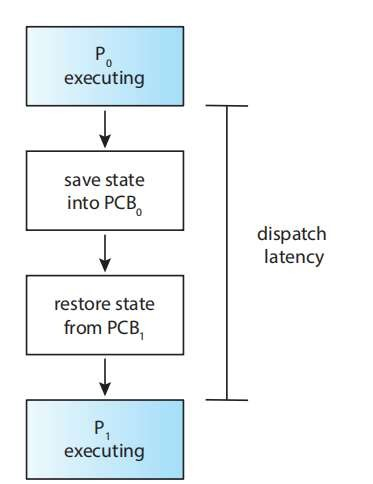 P₀
executing
save state
into PCB₀
dispatch
latency
restore state
from PCB₁
P₁
executing